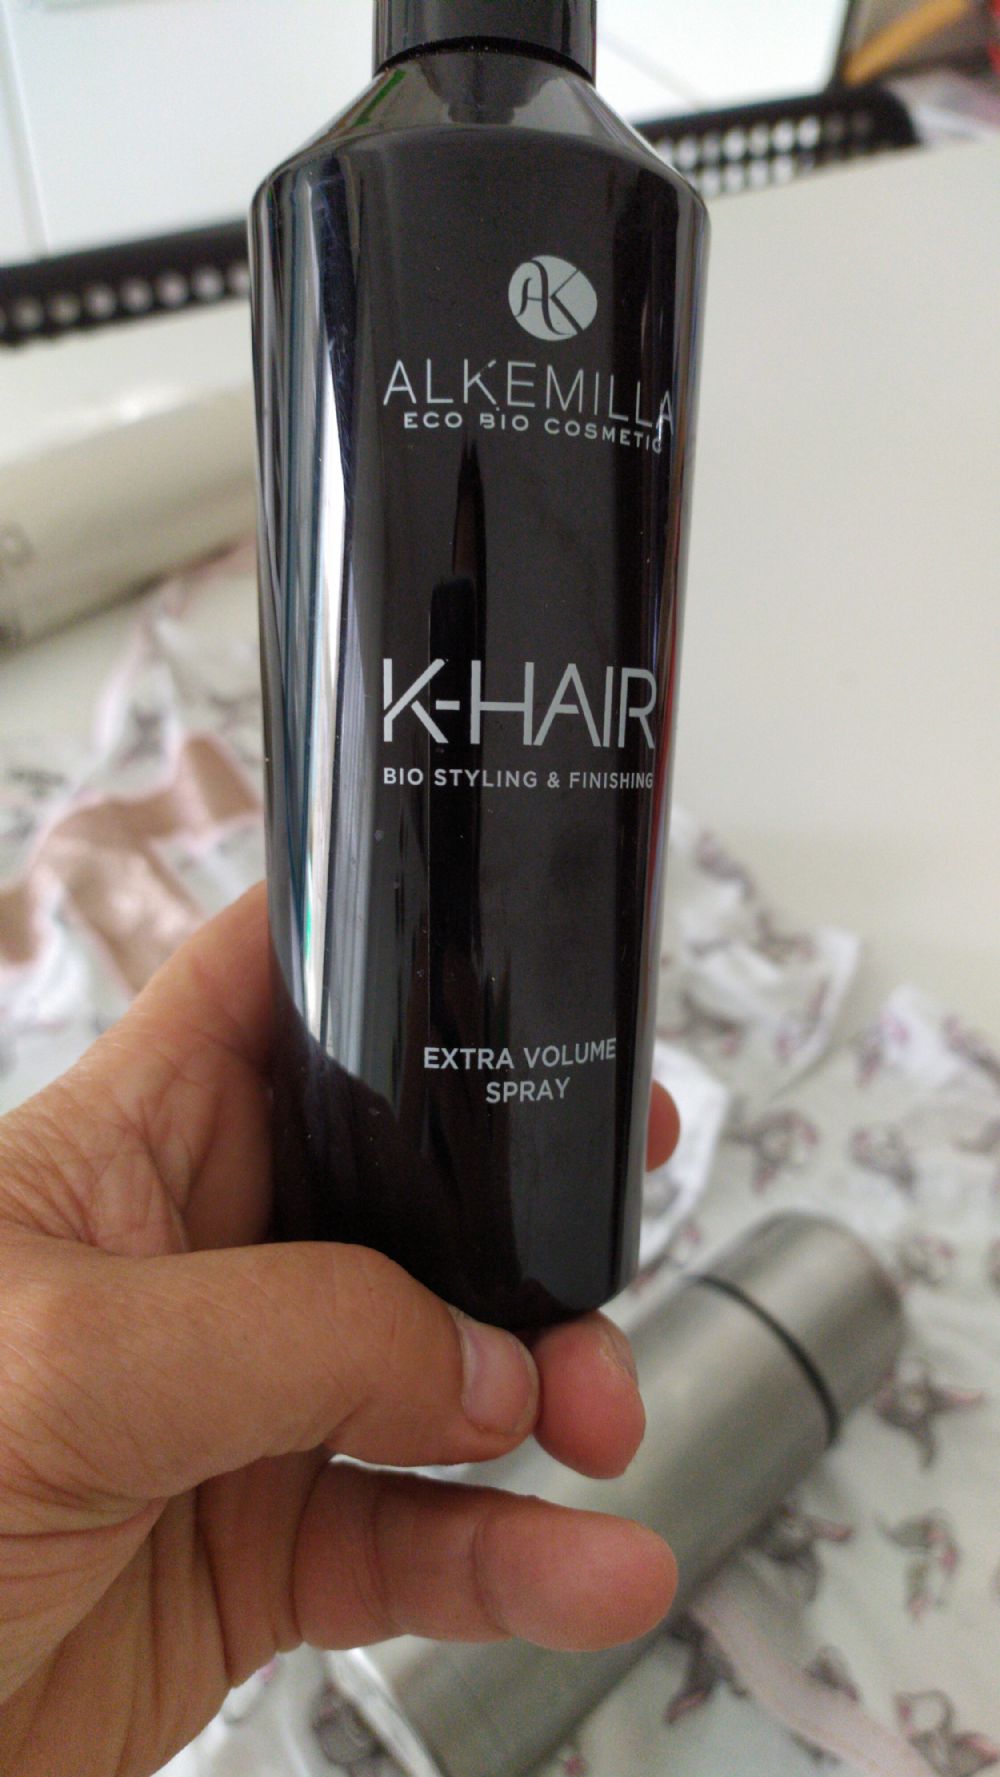 AK
ALKEMILLA
ECO BIO COSMETIC
K-HAIR
BIO STYLING & FINISHING
EXTRA VOLUME
SPRAY